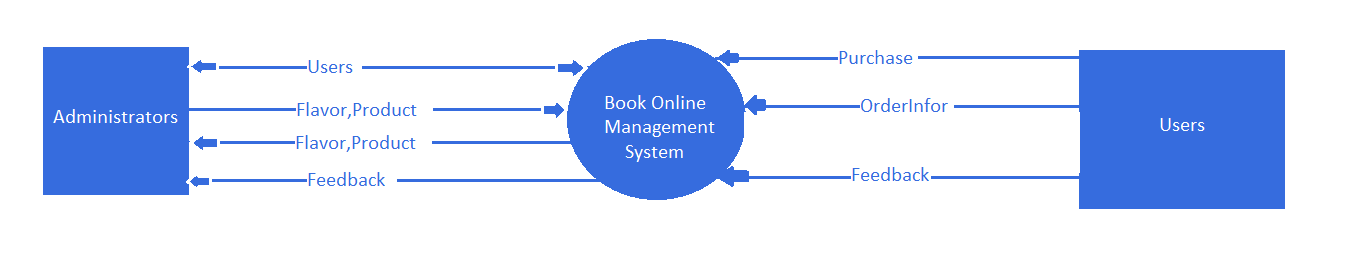 Users
Flavor,Product
Administrators
Flavor,Product
Feedback
Book Online
Management
System
Purchase
OrderInfor
Feedback
Users